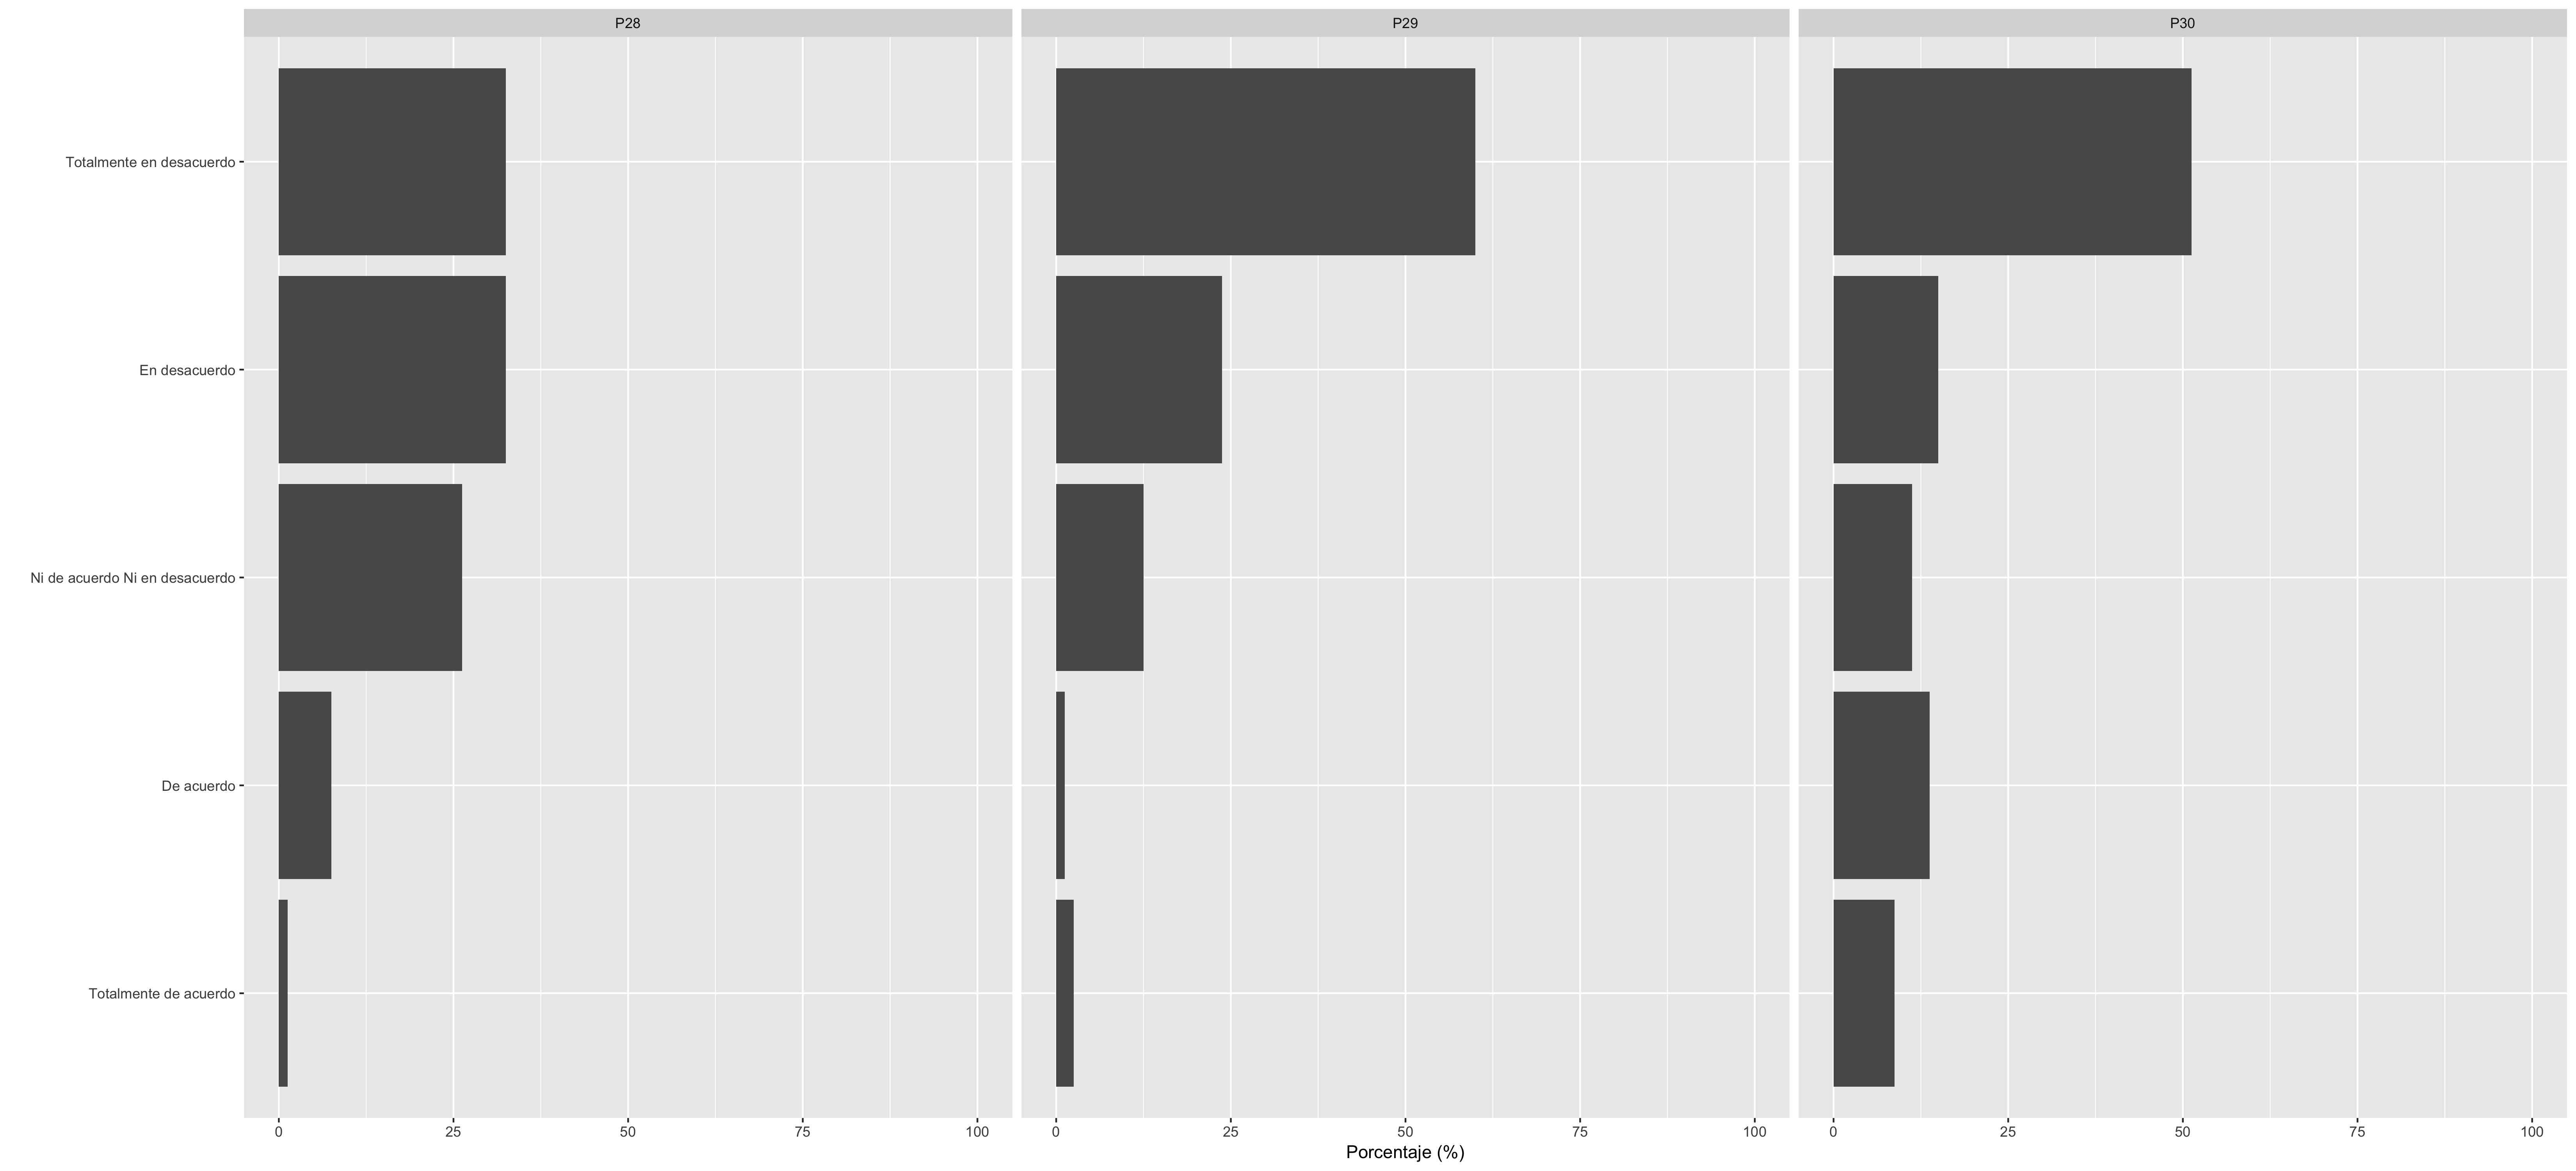 P28
P29
P30
Totalmente en desacuerdo
En desacuerdo
Ni de acuerdo Ni en desacuerdo
De acuerdo
Totalmente de acuerdo
0 25 50 75 100 0 25 50 75 100 0 25 50 75 100
Porcentaje (%)